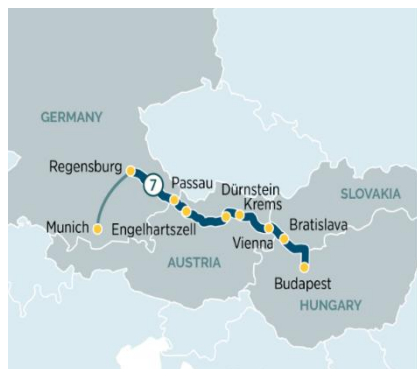 GERMANY
Regensburg
7
Passau
Dürnstein
Krems
SLOVAKIA
Munich
Engelhartszell
Vienna
Bratislava
AUSTRIA
Budapest
HUNGARY